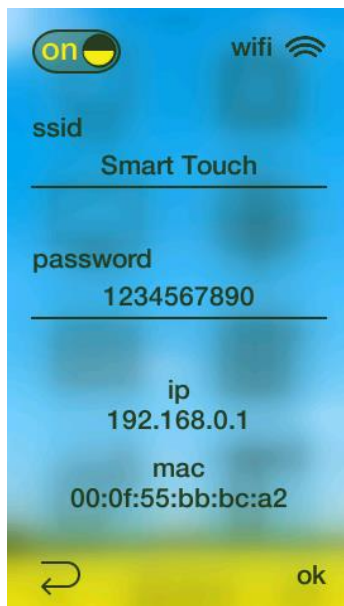 on
wifi
ssid
Smart Touch
password
1234567890
ip
192.168.0.1
mac
00:0f:55:bb:bc:a2
ok